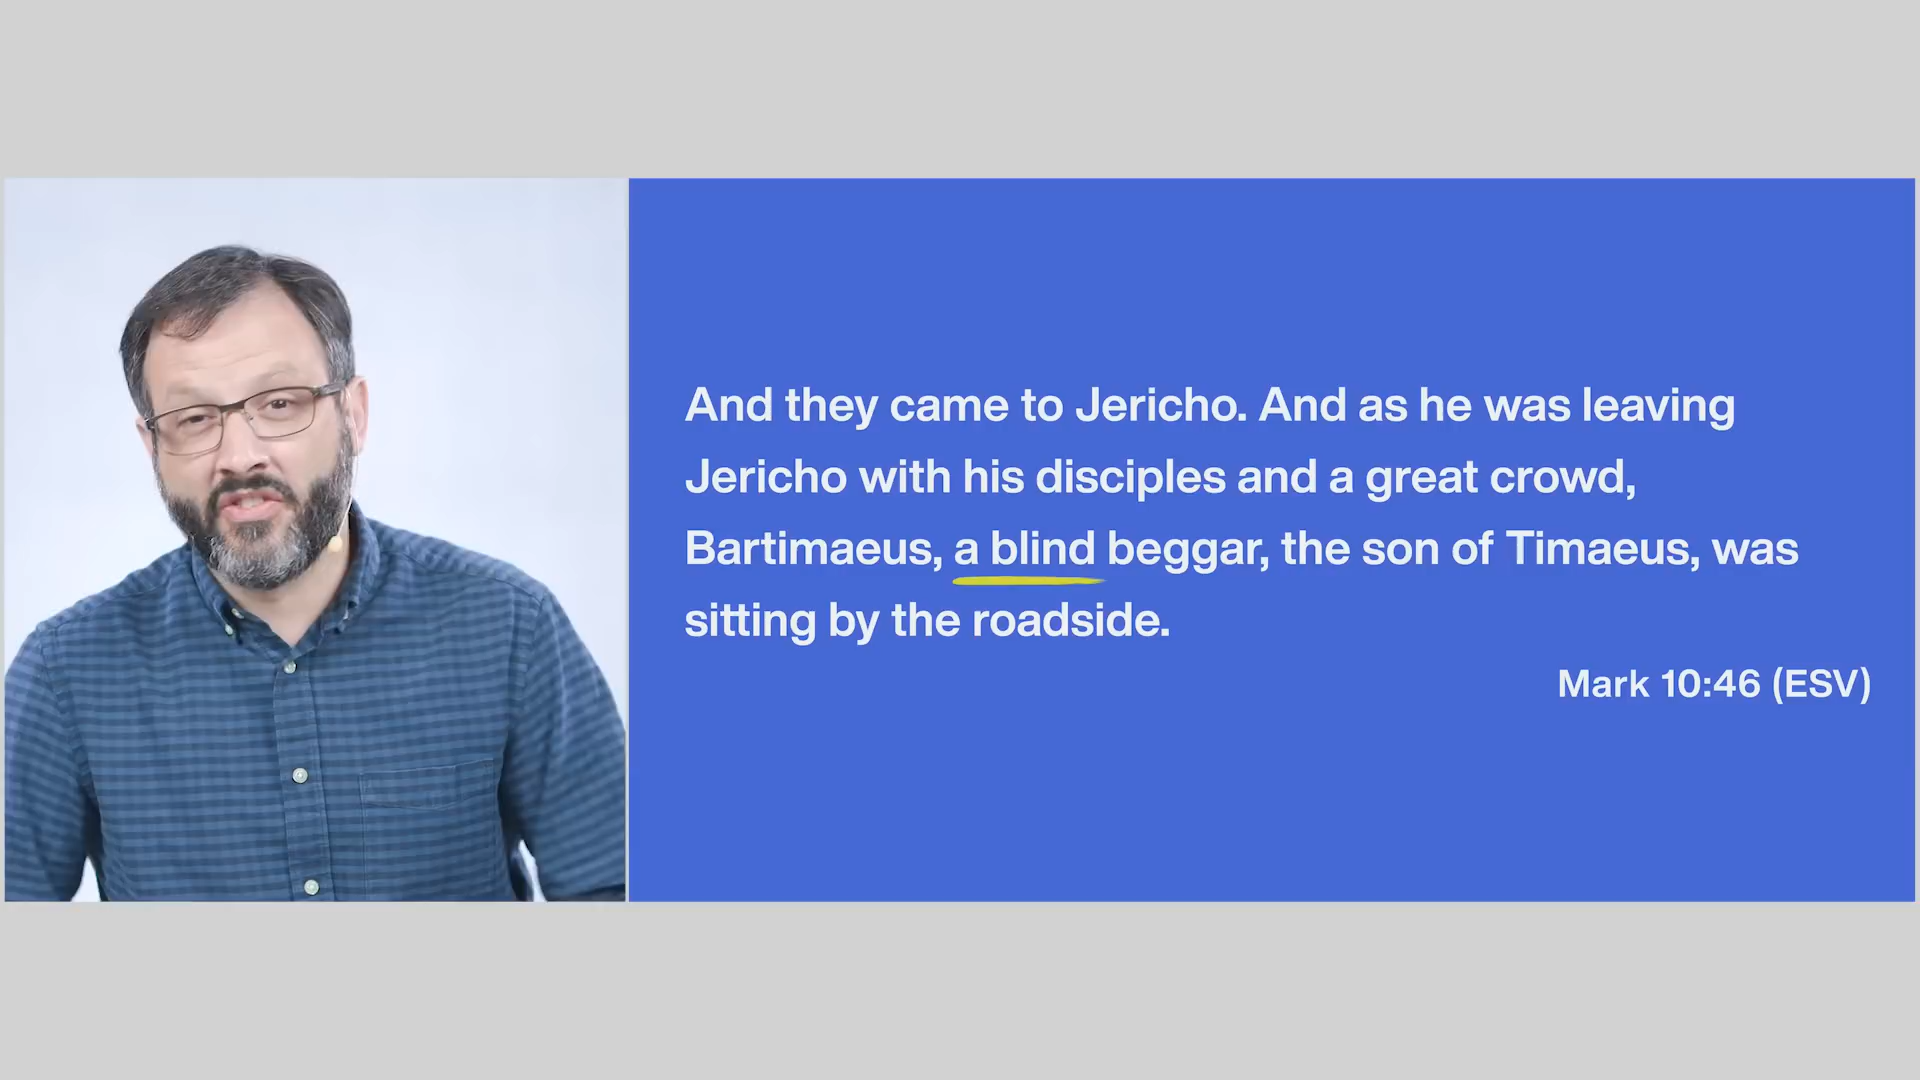 And they came to Jericho. And as he was leaving
Jericho with his disciples and a great crowd,
Bartimaeus, a blind beggar, the son of Timaeus, was
sitting by the roadside.
Mark 10:46 (ESV)